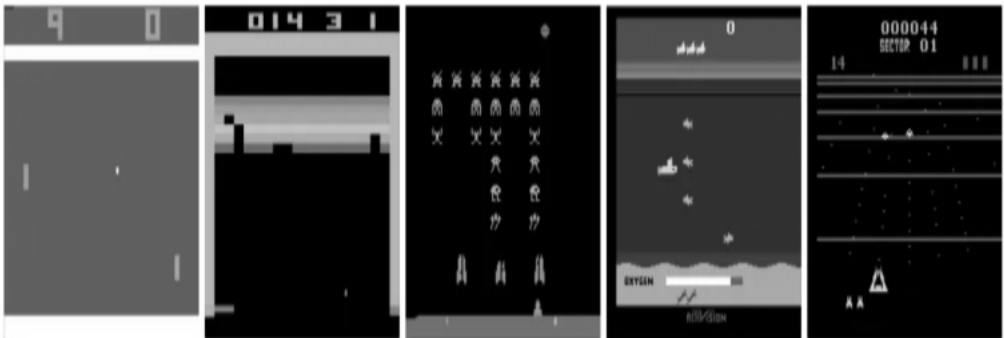 9 0
014 3 1
0
OXYGEN
ACTIVISION
000044
SECTOR 01
14